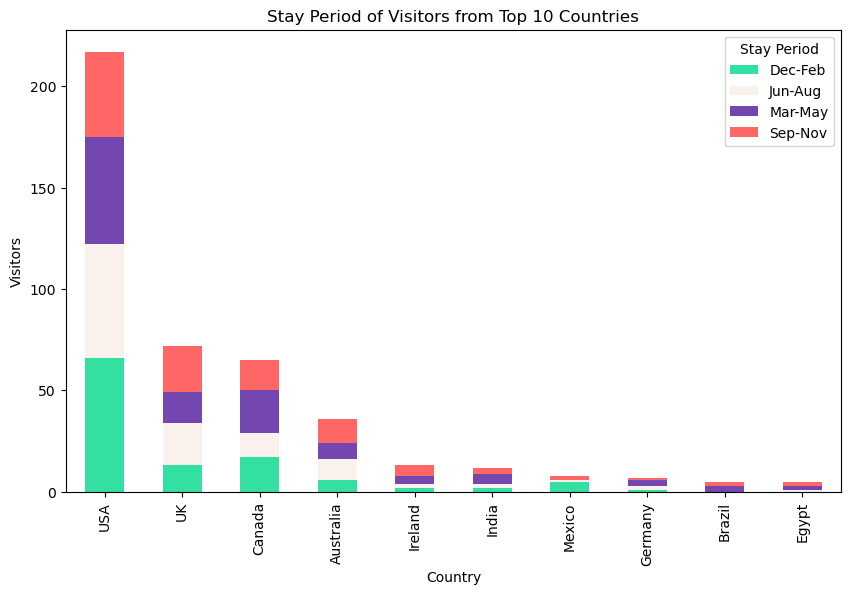 Stay Period of Visitors from Top 10 Countries
Stay Period
Dec-Feb
Jun-Aug
Mar-May
Sep-Nov
Visitors
200
150
100
50
0
USA
UK
Canada
Australia
Ireland
India
Mexico
Germany
Brazil
Egypt
Country